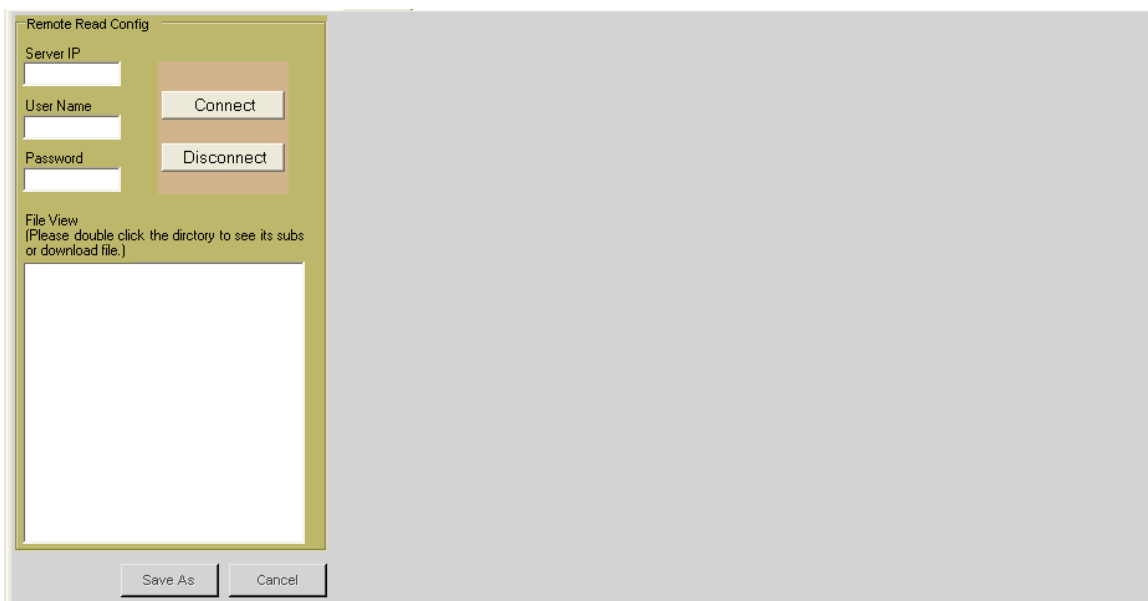 Remote Read Config
Server IP
User Name
Connect
Password
Disconnect
File View
(Please double click the dirctory to see its subs
or download file.)
Save As
Cancel